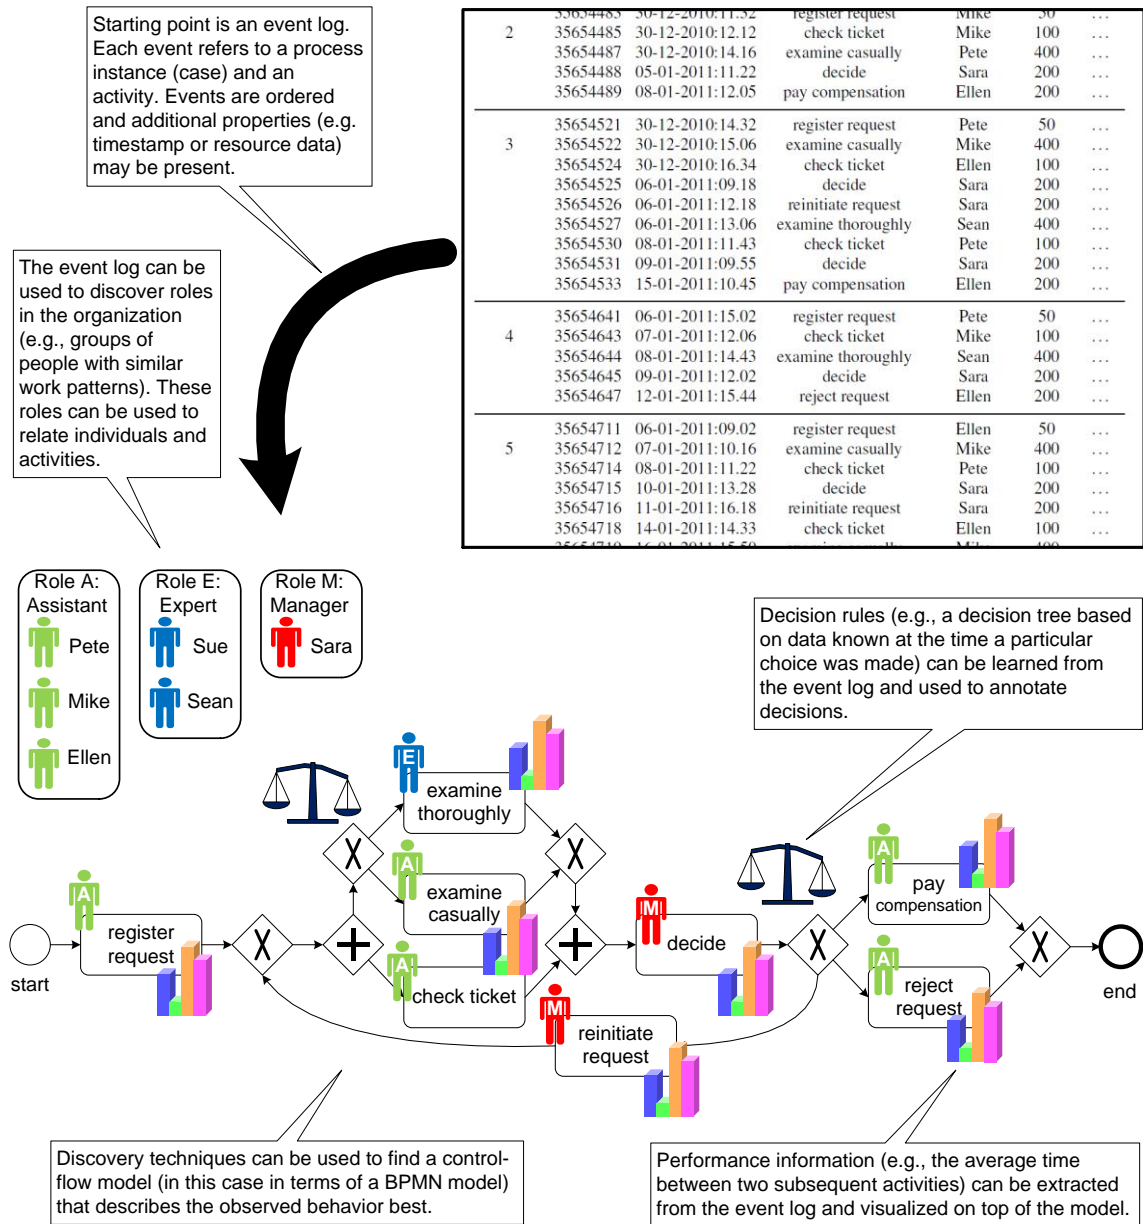 Starting point is an event log.
Each event refers to a process
instance (case) and an
activity. Events are ordered
and additional properties (e.g.
timestamp or resource data)
may be present.
35654483 30-12-2010:11.32 register request Mike 50 ...
2 35654485 30-12-2010:12.12 check ticket Mike 100 ...
35654487 30-12-2010:14.16 examine casually Pete 400 ...
35654488 05-01-2011:11.22 decide Sara 200 ...
35654489 08-01-2011:12.05 pay compensation Ellen 200 ...
35654521 30-12-2010:14.32 register request Pete 50 ...
3 35654522 30-12-2010:15.06 examine casually Mike 400 ...
35654524 30-12-2010:16.34 check ticket Ellen 100 ...
35654525 06-01-2011:09.18 decide Sara 200 ...
35654526 06-01-2011:12.18 reinitiate request Sara 200 ...
35654527 06-01-2011:13.06 examine thoroughly Sean 400 ...
35654530 08-01-2011:11.43 check ticket Pete 100 ...
35654531 09-01-2011:09.55 decide Sara 200 ...
35654533 15-01-2011:10.45 pay compensation Ellen 200 ...
35654641 06-01-2011:15.02 register request Pete 50 ...
4 35654643 07-01-2011:12.06 check ticket Mike 100 ...
35654644 08-01-2011:14.43 examine thoroughly Sean 400 ...
35654645 09-01-2011:12.02 decide Sara 200 ...
35654647 12-01-2011:15.44 reject request Ellen 200 ...
35654711 06-01-2011:09.02 register request Ellen 50 ...
5 35654712 07-01-2011:10.16 examine casually Mike 400 ...
35654714 08-01-2011:11.22 check ticket Pete 100 ...
35654715 10-01-2011:13.28 decide Sara 200 ...
35654716 11-01-2011:16.18 reinitiate request Sara 200 ...
35654718 14-01-2011:14.33 check ticket Ellen 100 ...
The event log can be
used to discover roles
in the organization
(e.g., groups of
people with similar
work patterns). These
roles can be used to
relate individuals and
activities.
Role A:
Assistant
Pete
Mike
Ellen
Role E:
Expert
Sue
Sean
Role M:
Manager
Sara
Decision rules (e.g., a decision tree based
on data known at the time a particular
choice was made) can be learned from
the event log and used to annotate
decisions.
start
A
register
request
E
examine
thoroughly
A
examine
casually
A
check ticket
M
decide
M
reinitiate
request
A
pay
compensation
A
reject
request
end
Discovery techniques can be used to find a control-
flow model (in this case in terms of a BPMN model)
that describes the observed behavior best.
Performance information (e.g., the average time
between two subsequent activities) can be extracted
from the event log and visualized on top of the model.